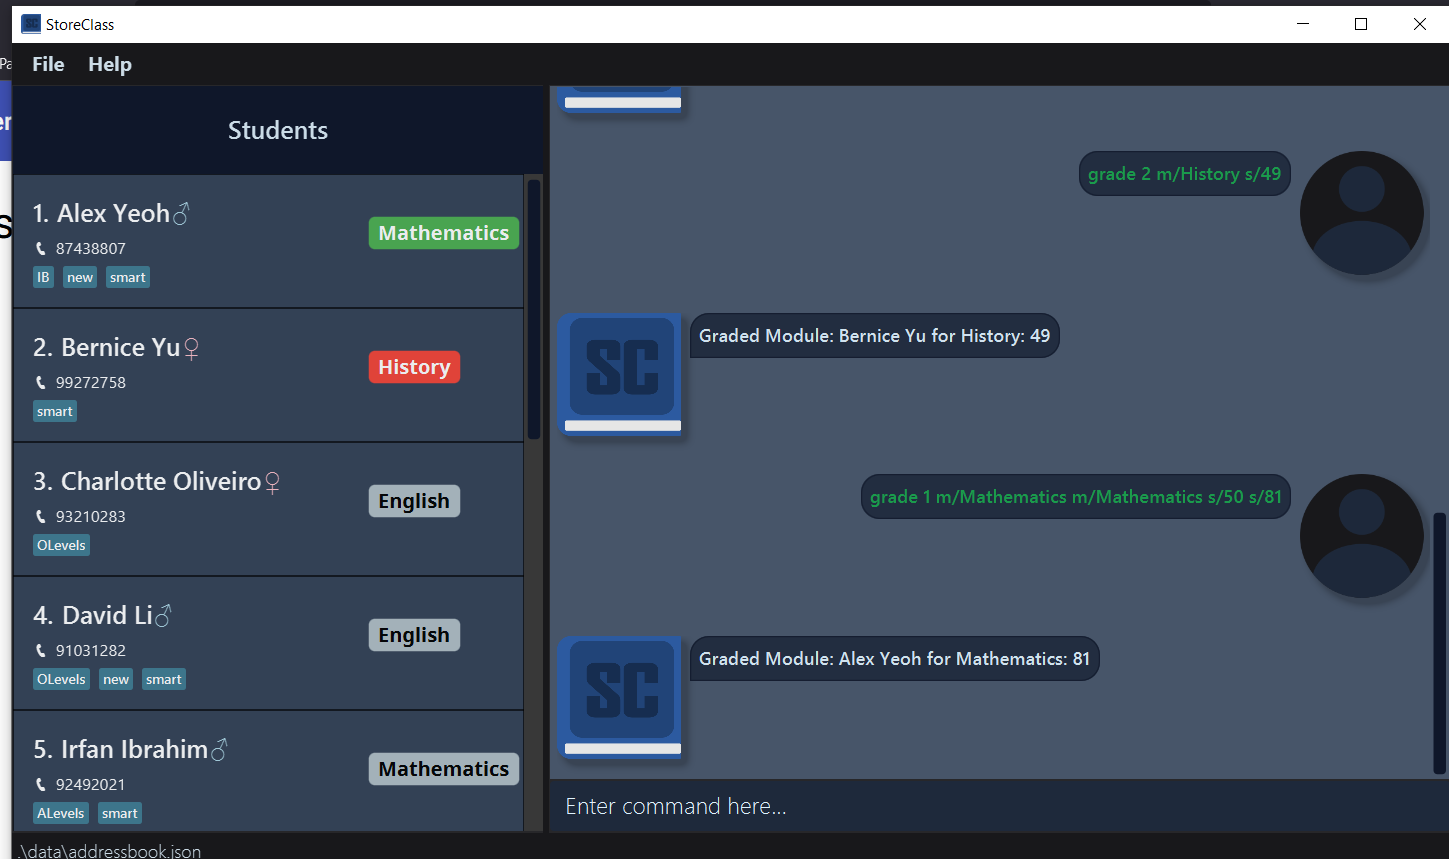 StoreClass
Pa
File Help
er
s
Students
1. Alex Yeoh♂
Mathematics
87438807
IB new smart
2. Bernice Yu♀
History
99272758
smart
3. Charlotte Oliveiro♀
English
93210283
OLevels
4. David Li♂
English
91031282
OLevels new smart
5. Irfan Ibrahim♂
Mathematics
92492021
ALevels smart
grade 2 m/History s/49
SC
Graded Module: Bernice Yu for History: 49
grade 1 m/Mathematics m/Mathematics s/50 s/81
SC
Graded Module: Alex Yeoh for Mathematics: 81
Enter command here...
.\data\addressbook.json